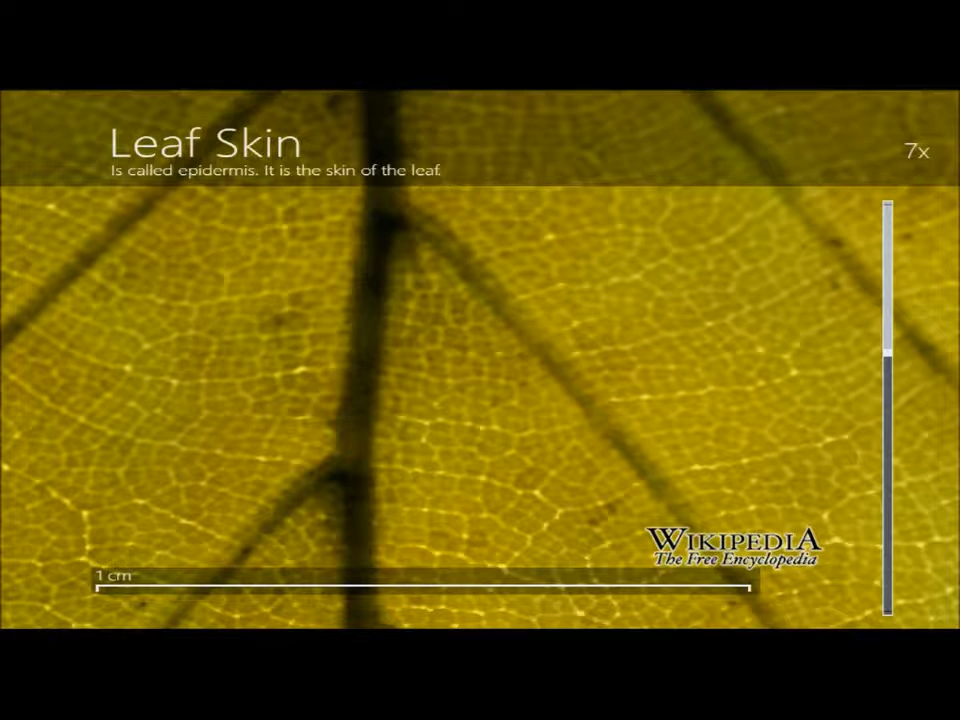 Leaf Skin
Is called epidermis. It is the skin of the leaf.
7x
WIKIPEDIA
The Free Encyclopedia
1 cm